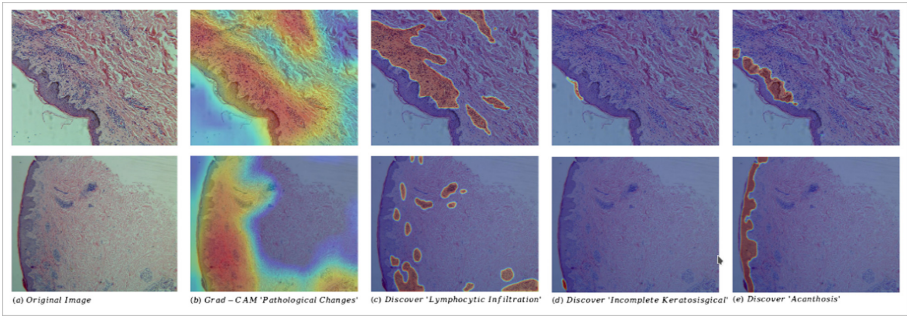 (a) Original Image
(b) Grad−CAM 'Pathological Changes'
(c) Discover 'Lymphocytic Infiltration'
(d) Discover 'Incomplete Keratosisgical'
(e) Discover 'Acanthosis'